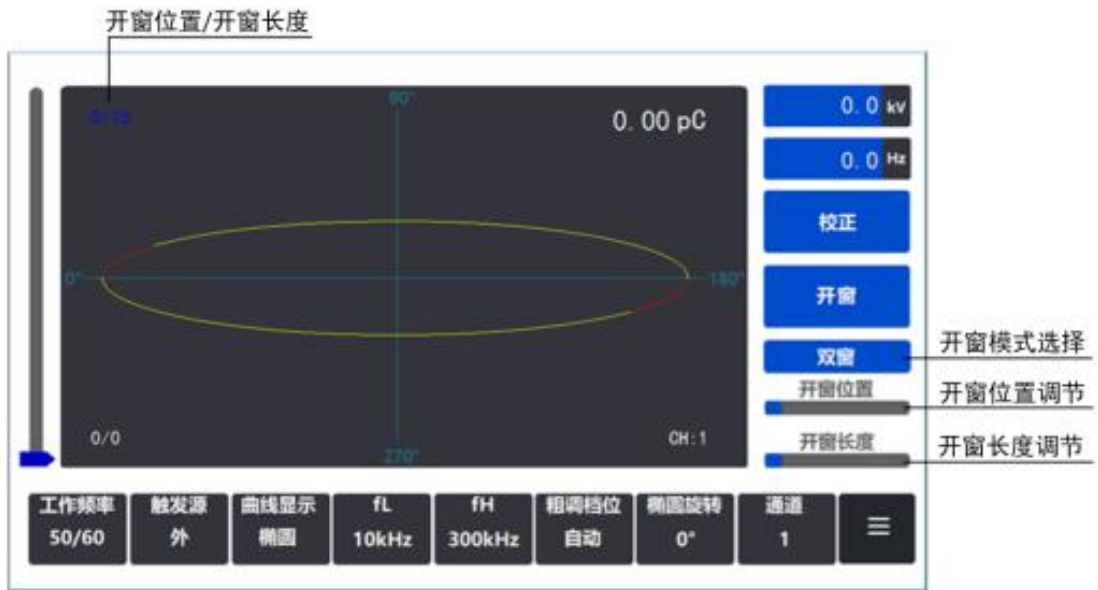 开窗位置/开窗长度
0/15
90°
0.00 pC
0°
180°
0/0
270°
CH:1
0.0 kV
0.0 Hz
校正
开窗
双窗
开窗模式选择
开窗位置
开窗位置调节
开窗长度
开窗长度调节
工作频率 触发源 曲线显示 fL fH 粗调档位 椭圆旋转 通道
50/60 外 椭圆 10kHz 300kHz 自动 0° 1